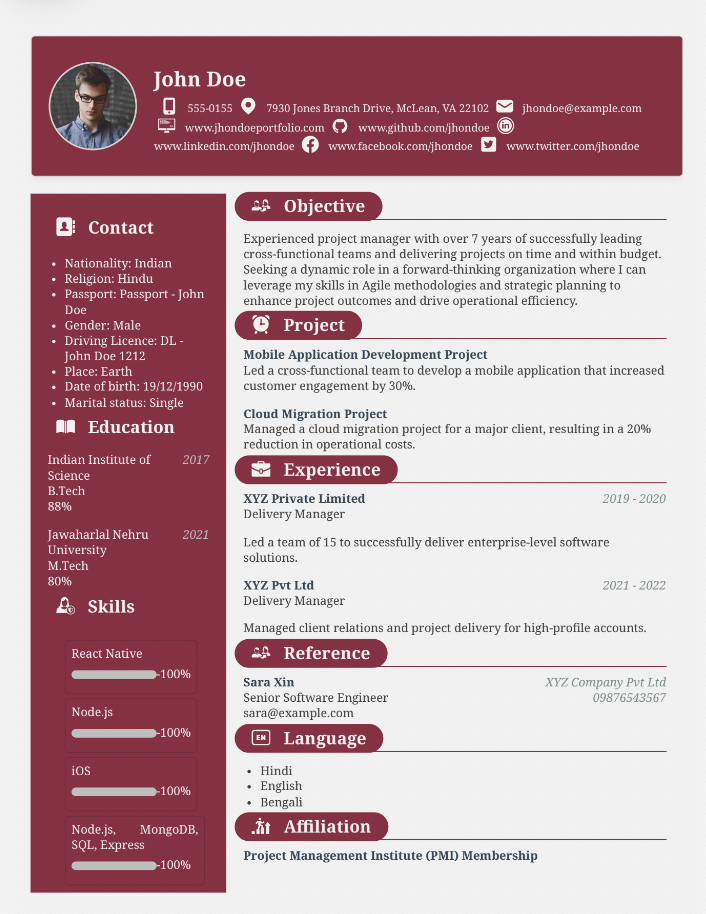 John Doe
555-0155 7930 Jones Branch Drive, McLean, VA 22102 jhondoe@example.com
www.jhondoeportfolio.com www.github.com/jhondoe
www.linkedin.com/jhondoe www.facebook.com/jhondoe www.twitter.com/jhondoe
Contact
• Nationality: Indian
• Religion: Hindu
• Passport: Passport - John
Doe
• Gender: Male
• Driving Licence: DL -
John Doe 1212
• Place: Earth
• Date of birth: 19/12/1990
• Marital status: Single
Education
Indian Institute of 2017
Science
B.Tech
88%
Jawaharlal Nehru 2021
University
M.Tech
80%
Skills
React Native
100%
Node.js
100%
iOS
100%
Node.js, MongoDB,
SQL, Express
100%
Objective
Experienced project manager with over 7 years of successfully leading
cross-functional teams and delivering projects on time and within budget.
Seeking a dynamic role in a forward-thinking organization where I can
leverage my skills in Agile methodologies and strategic planning to
enhance project outcomes and drive operational efficiency.
Project
Mobile Application Development Project
Led a cross-functional team to develop a mobile application that increased
customer engagement by 30%.
Cloud Migration Project
Managed a cloud migration project for a major client, resulting in a 20%
reduction in operational costs.
Experience
XYZ Private Limited 2019 - 2020
Delivery Manager
Led a team of 15 to successfully deliver enterprise-level software
solutions.
XYZ Pvt Ltd 2021 - 2022
Delivery Manager
Managed client relations and project delivery for high-profile accounts.
Reference
Sara Xin XYZ Company Pvt Ltd
Senior Software Engineer 09876543567
sara@example.com
EN Language
• Hindi
• English
• Bengali
Affiliation
Project Management Institute (PMI) Membership